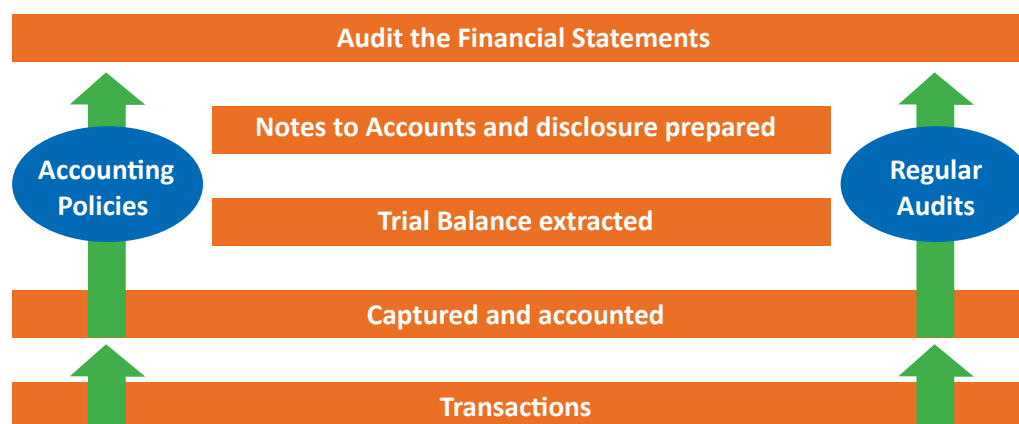 Audit the Financial Statements
Notes to Accounts and disclosure prepared
Accounting
Policies
Regular
Audits
Trial Balance extracted
Captured and accounted
Transactions